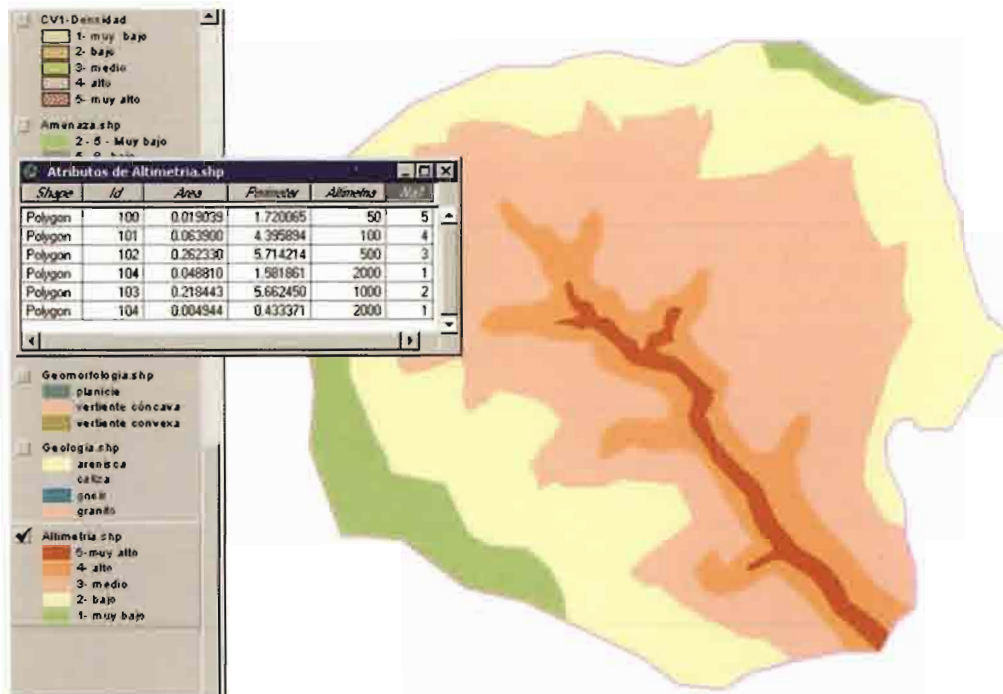 CV1-Densidad
1- muy bajo
2- bajo
3- medio
4- alto
5- muy alto
Amenaza.shp
2 - 5 - Muy bajo
Atributos de Altimetria.shp
Shape Id Area Perimeter Altimetria
Polygon 100 0.019039 1.720065 50 5
Polygon 101 0.063900 4.395894 100 4
Polygon 102 0.262330 5.714214 500 3
Polygon 104 0.048810 1.581861 2000 1
Polygon 103 0.218443 5.662450 1000 2
Polygon 104 0.004944 0.433371 2000 1
Geomorfologia.shp
planicie
vertiente cóncava
vertiente convexa
Geologia.shp
arenisca
caliza
gneis
granito
Altimetria.shp
5-muy alto
4- alto
3- medio
2- bajo
1- muy bajo